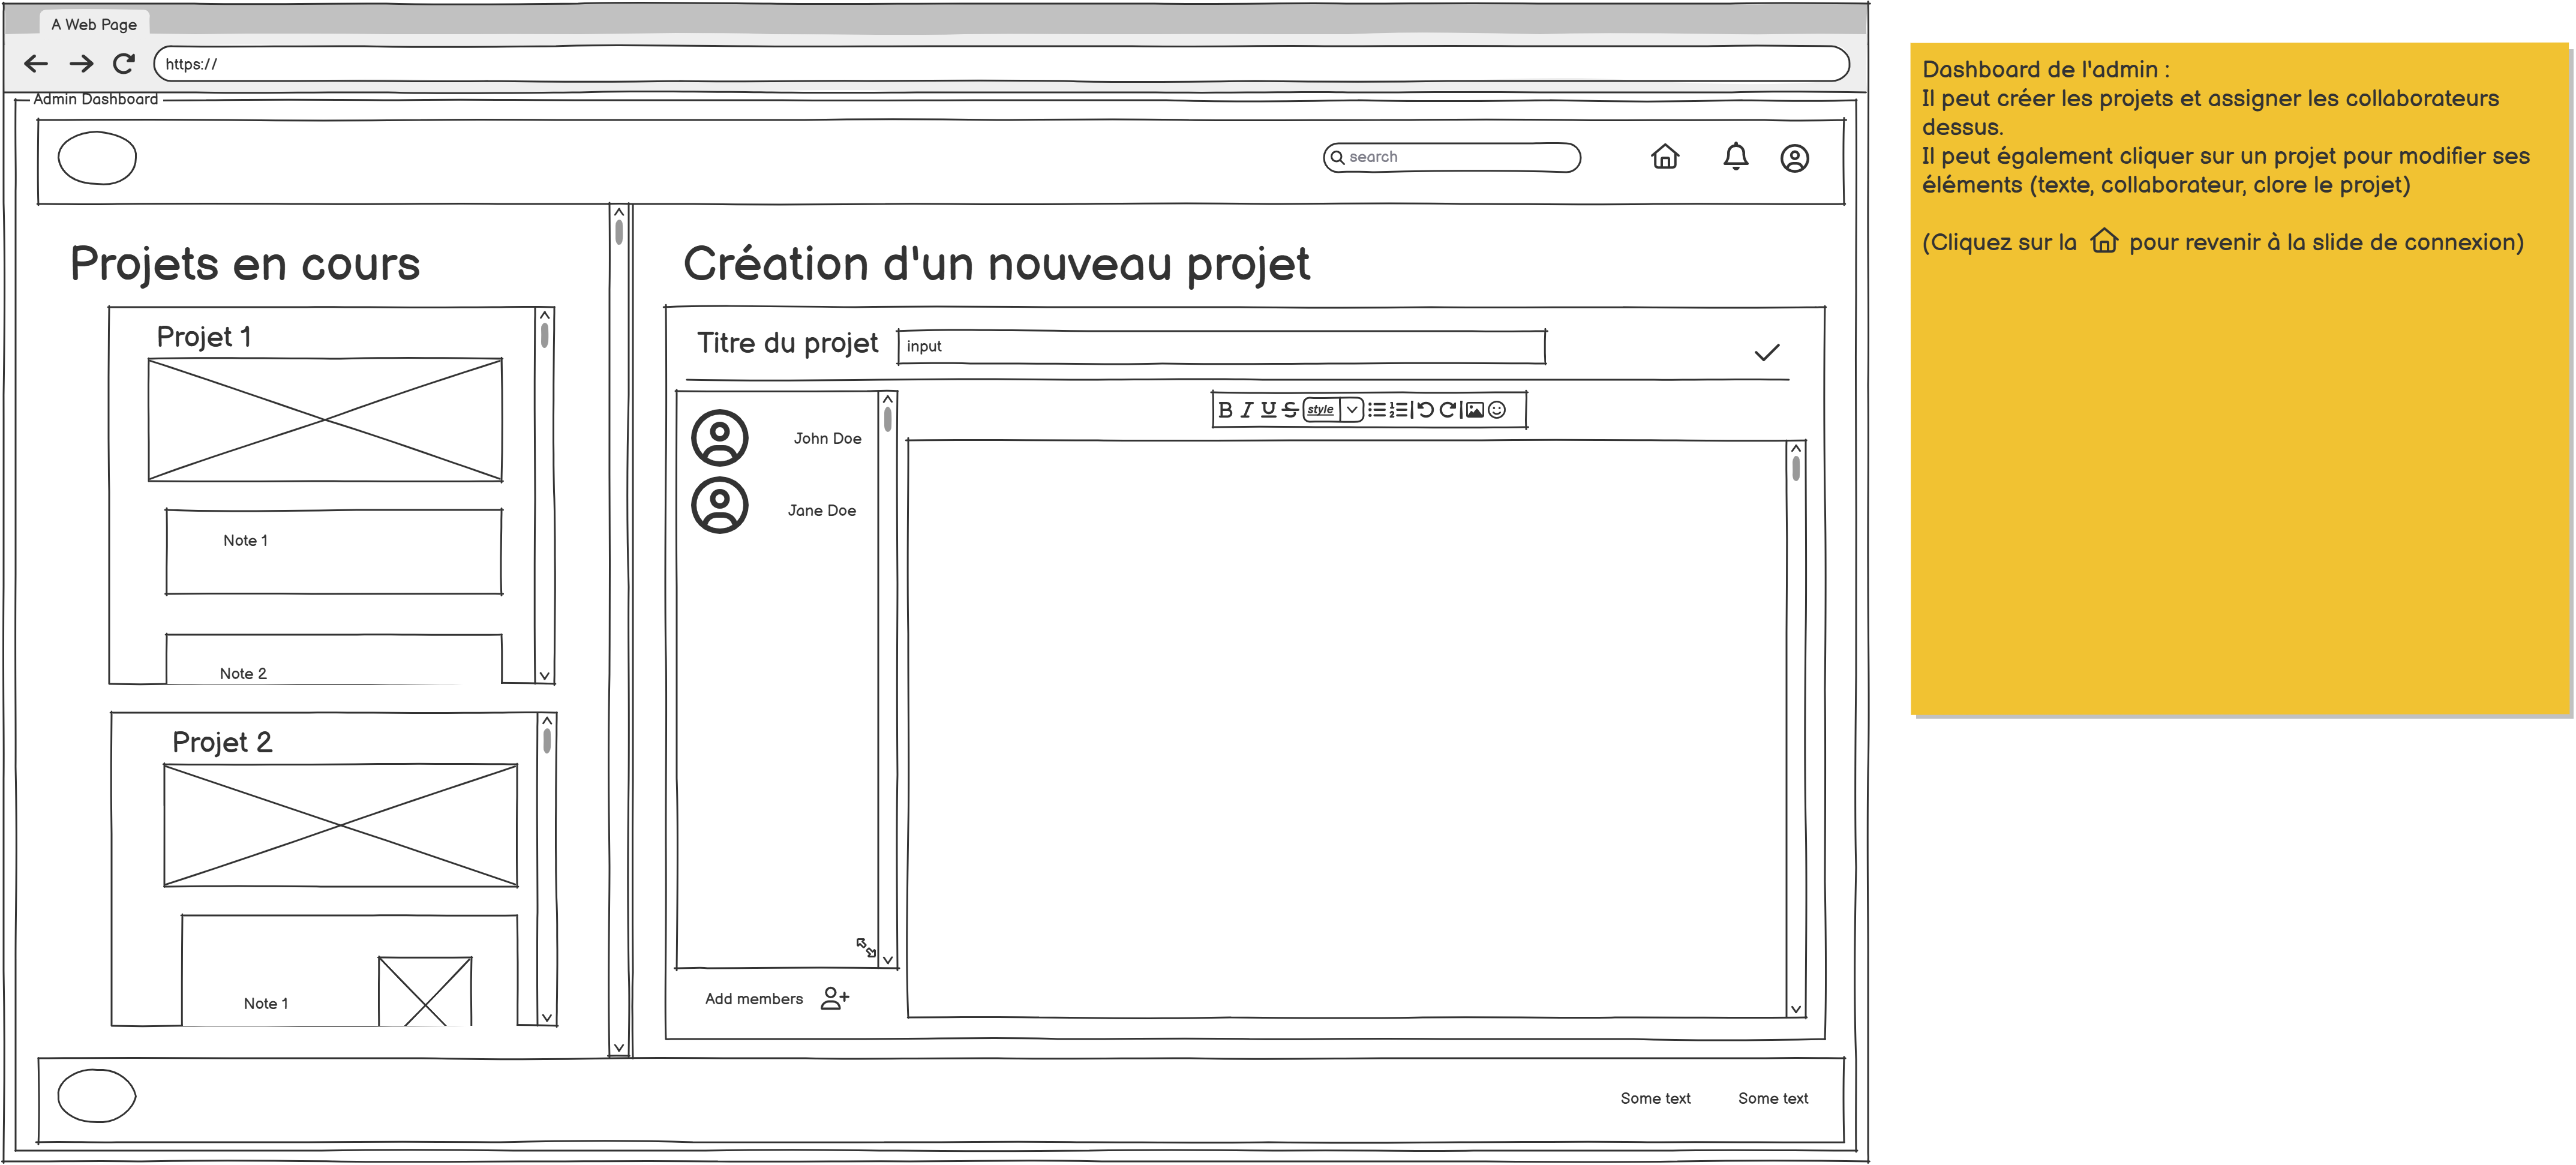 A Web Page
https://
Admin Dashboard
search
Projets en cours
Projet 1
Note 1
Note 2
Projet 2
Note 1
Création d'un nouveau projet
Titre du projet
input
B I U S style
John Doe
Jane Doe
Add members
Some text
Some text
Dashboard de l'admin :
Il peut créer les projets et assigner les collaborateurs
dessus.
Il peut également cliquer sur un projet pour modifier ses
éléments (texte, collaborateur, clore le projet)
(Cliquez sur la pour revenir à la slide de connexion)